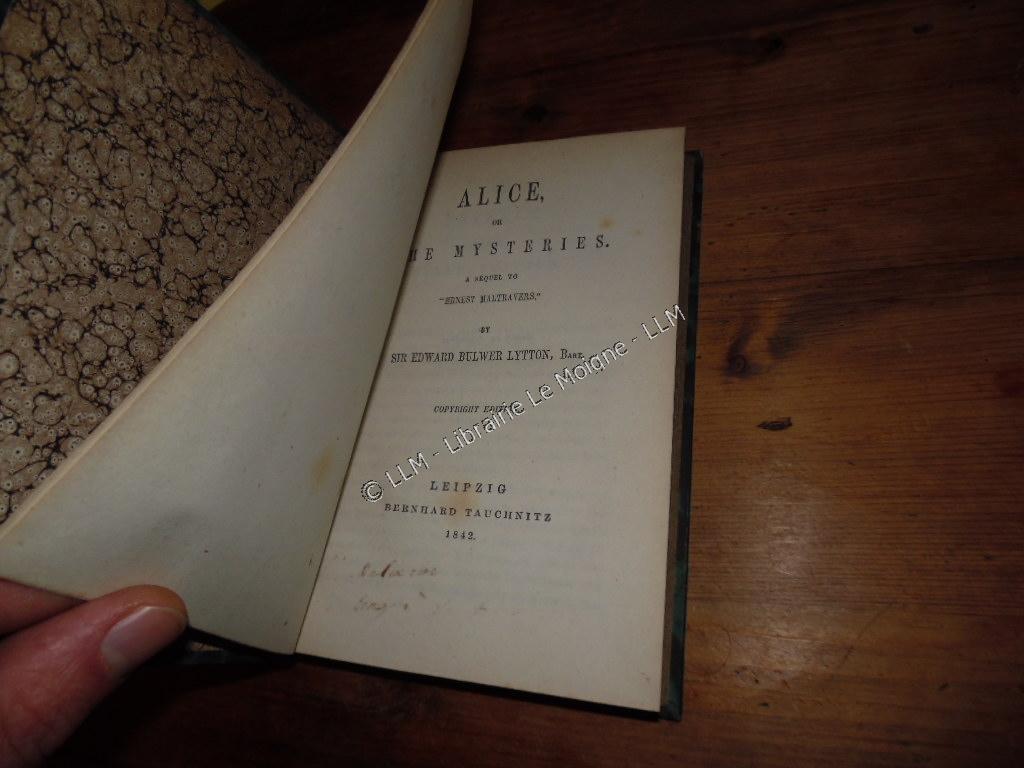 ALICE,
OR
HE MYSTERIES.
A SEQUEL TO
"ERNEST MALTRAVERS,"
BY
SIR EDWARD BULWER LYTTON, BART.
COPYRIGHT EDITION
LEIPZIG
BERNHARD TAUCHNITZ
1842.
© LLM - Librairie Le Moigne - LLM